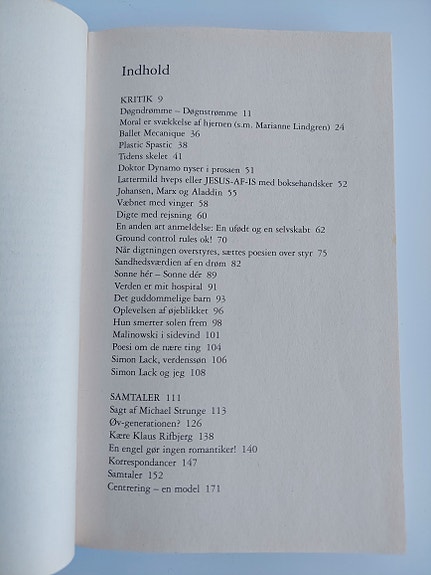 Indhold
KRITIK 9
Døgndrømme – Døgnstrømme 11
Moral er svækkelse af hjernen (s.m. Marianne Lindgren) 24
Ballet Mecanique 36
Plastic Spastic 38
Tidens skelet 41
Doktor Dynamo nyser i prosaen 51
Lattermild hveps eller JESUS-AF-IS med boksehandsker 52
Johansen, Marx og Aladdin 55
Væbnet med vinger 58
Digte med rejsning 60
En anden art anmeldelse: En ufødt og en selvskabt 62
Ground control rules ok! 70
Når digtningen overstyres, sættes poesien over styr 75
Sandhedsværdien af en drøm 82
Sonne hér – Sonne dér 89
Verden er mit hospital 91
Det guddommelige barn 93
Oplevelsen af øjeblikket 96
Hun smerter solen frem 98
Malinowski i sidevind 101
Poesi om de nære ting 104
Simon Lack, verdenssøn 106
Simon Lack og jeg 108
SAMTALER 111
Sagt af Michael Strunge 113
Øv-generationen? 126
Kære Klaus Rifbjerg 138
En engel gør ingen romantiker! 140
Korrespondancer 147
Samtaler 152
Centrering – en model 171